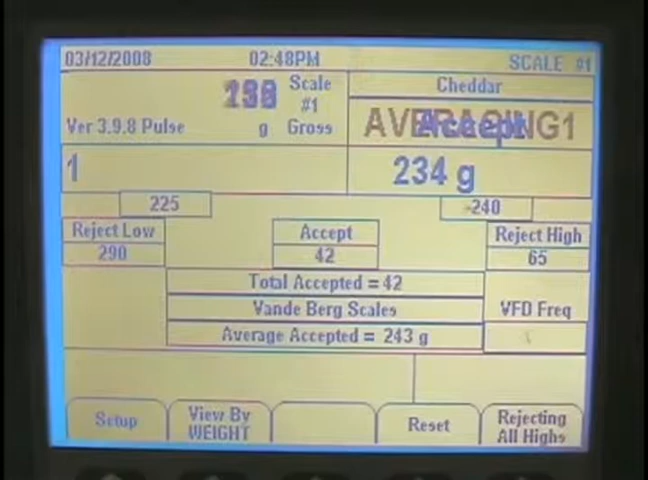 03/12/2008 02:48PM SCALE #1
Scale #1
Cheddar
Ver 3.9.8 Pulse g Gross
1
234 g
225 240
Reject Low Accept Reject High
290 42 65
Total Accepted = 42
Vande Berg Scales VFD Freq
Average Accepted = 243 g
Setup View By WEIGHT Reset Rejecting All Highs